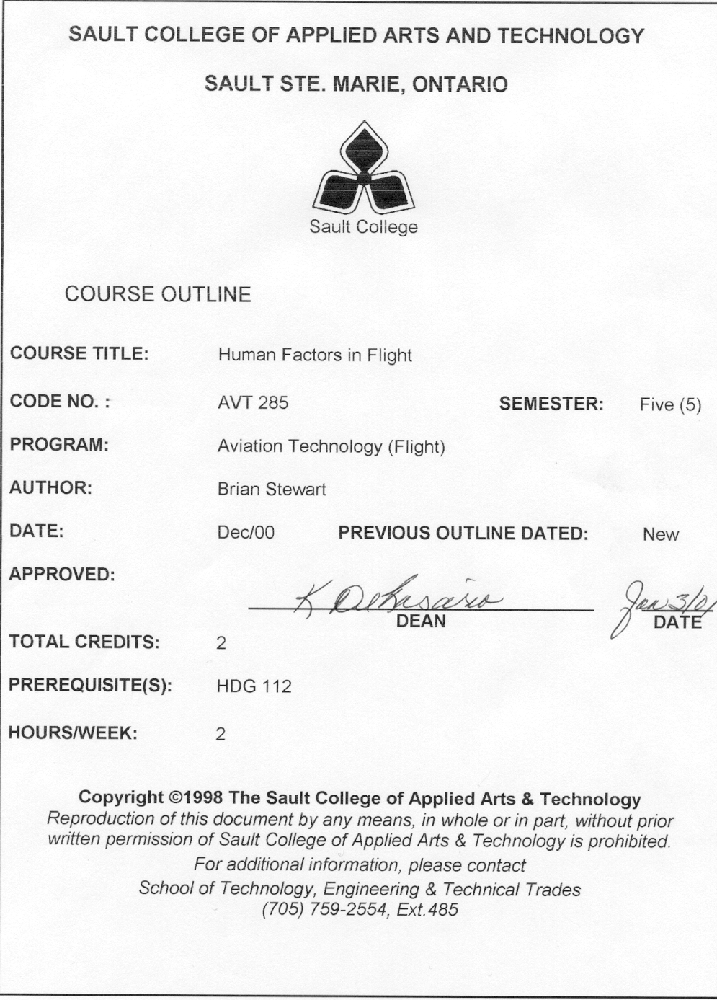 SAULT COLLEGE OF APPLIED ARTS AND TECHNOLOGY
SAULT STE. MARIE, ONTARIO
Sault College
COURSE OUTLINE
COURSE TITLE: Human Factors in Flight
CODE NO. : AVT 285 SEMESTER: Five (5)
PROGRAM: Aviation Technology (Flight)
AUTHOR: Brian Stewart
DATE: Dec/00 PREVIOUS OUTLINE DATED: New
APPROVED:
K Jan 3/01
DEAN DATE
TOTAL CREDITS: 2
PREREQUISITE(S): HDG 112
HOURS/WEEK: 2
Copyright ©1998 The Sault College of Applied Arts & Technology
Reproduction of this document by any means, in whole or in part, without prior
written permission of Sault College of Applied Arts & Technology is prohibited.
For additional information, please contact
School of Technology, Engineering & Technical Trades
(705) 759-2554, Ext.485